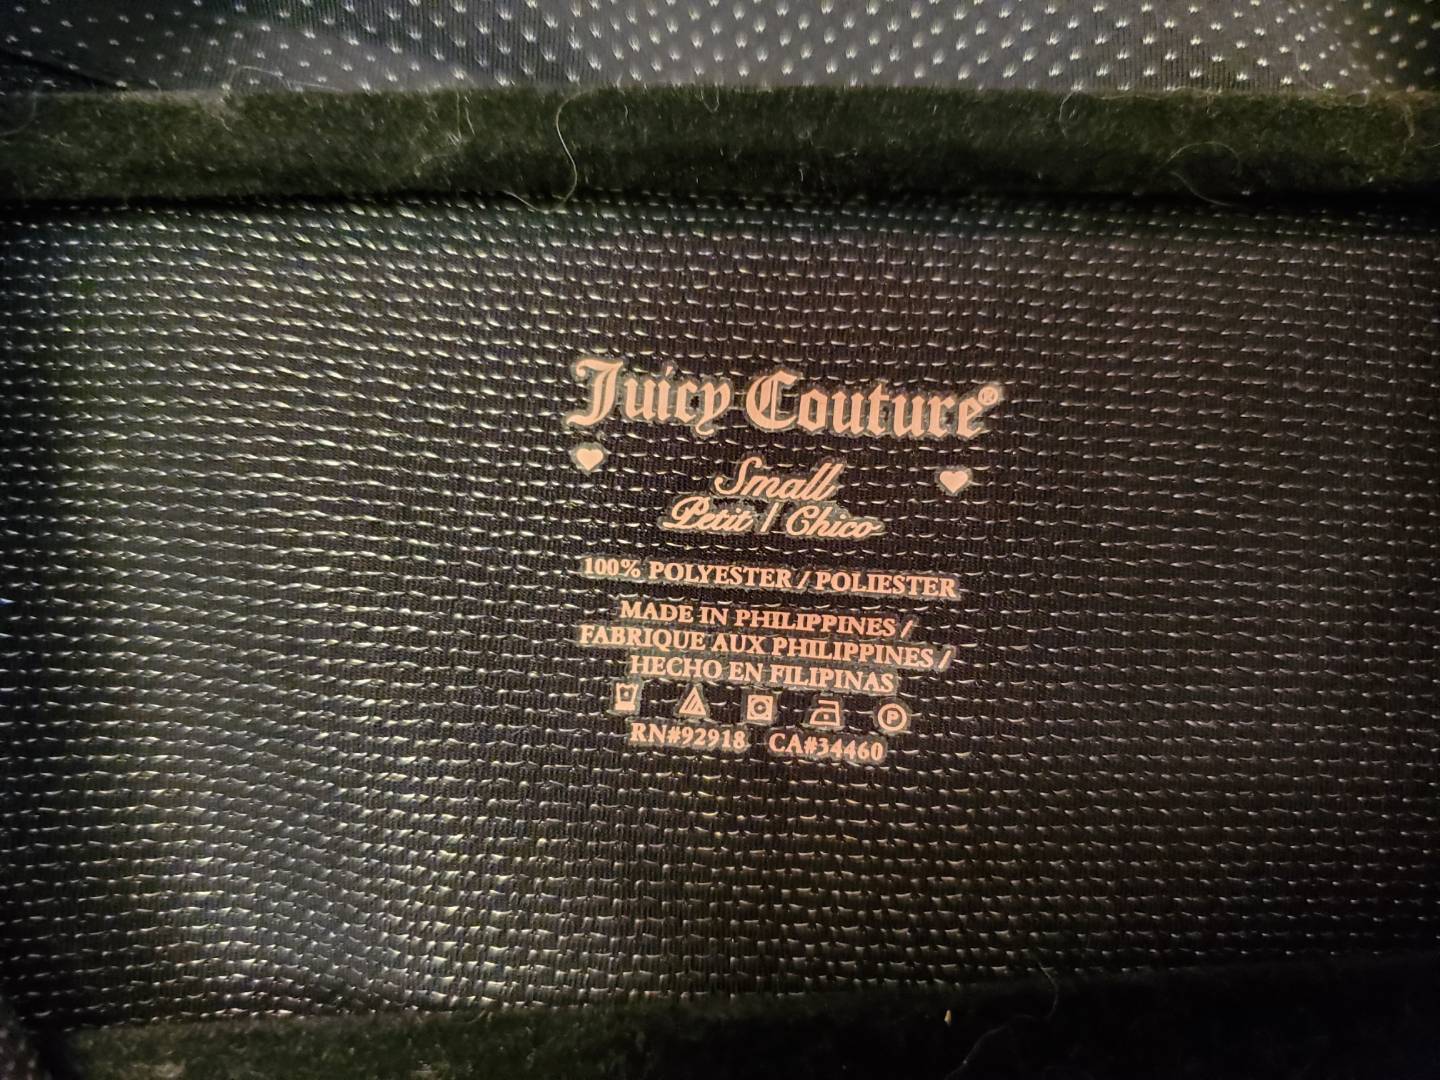 Juicy Couture®
Small
Petit / Chico
100% POLYESTER / POLIESTER
MADE IN PHILIPPINES /
FABRIQUE AUX PHILIPPINES /
HECHO EN FILIPINAS
P
RN#92918 CA#34460